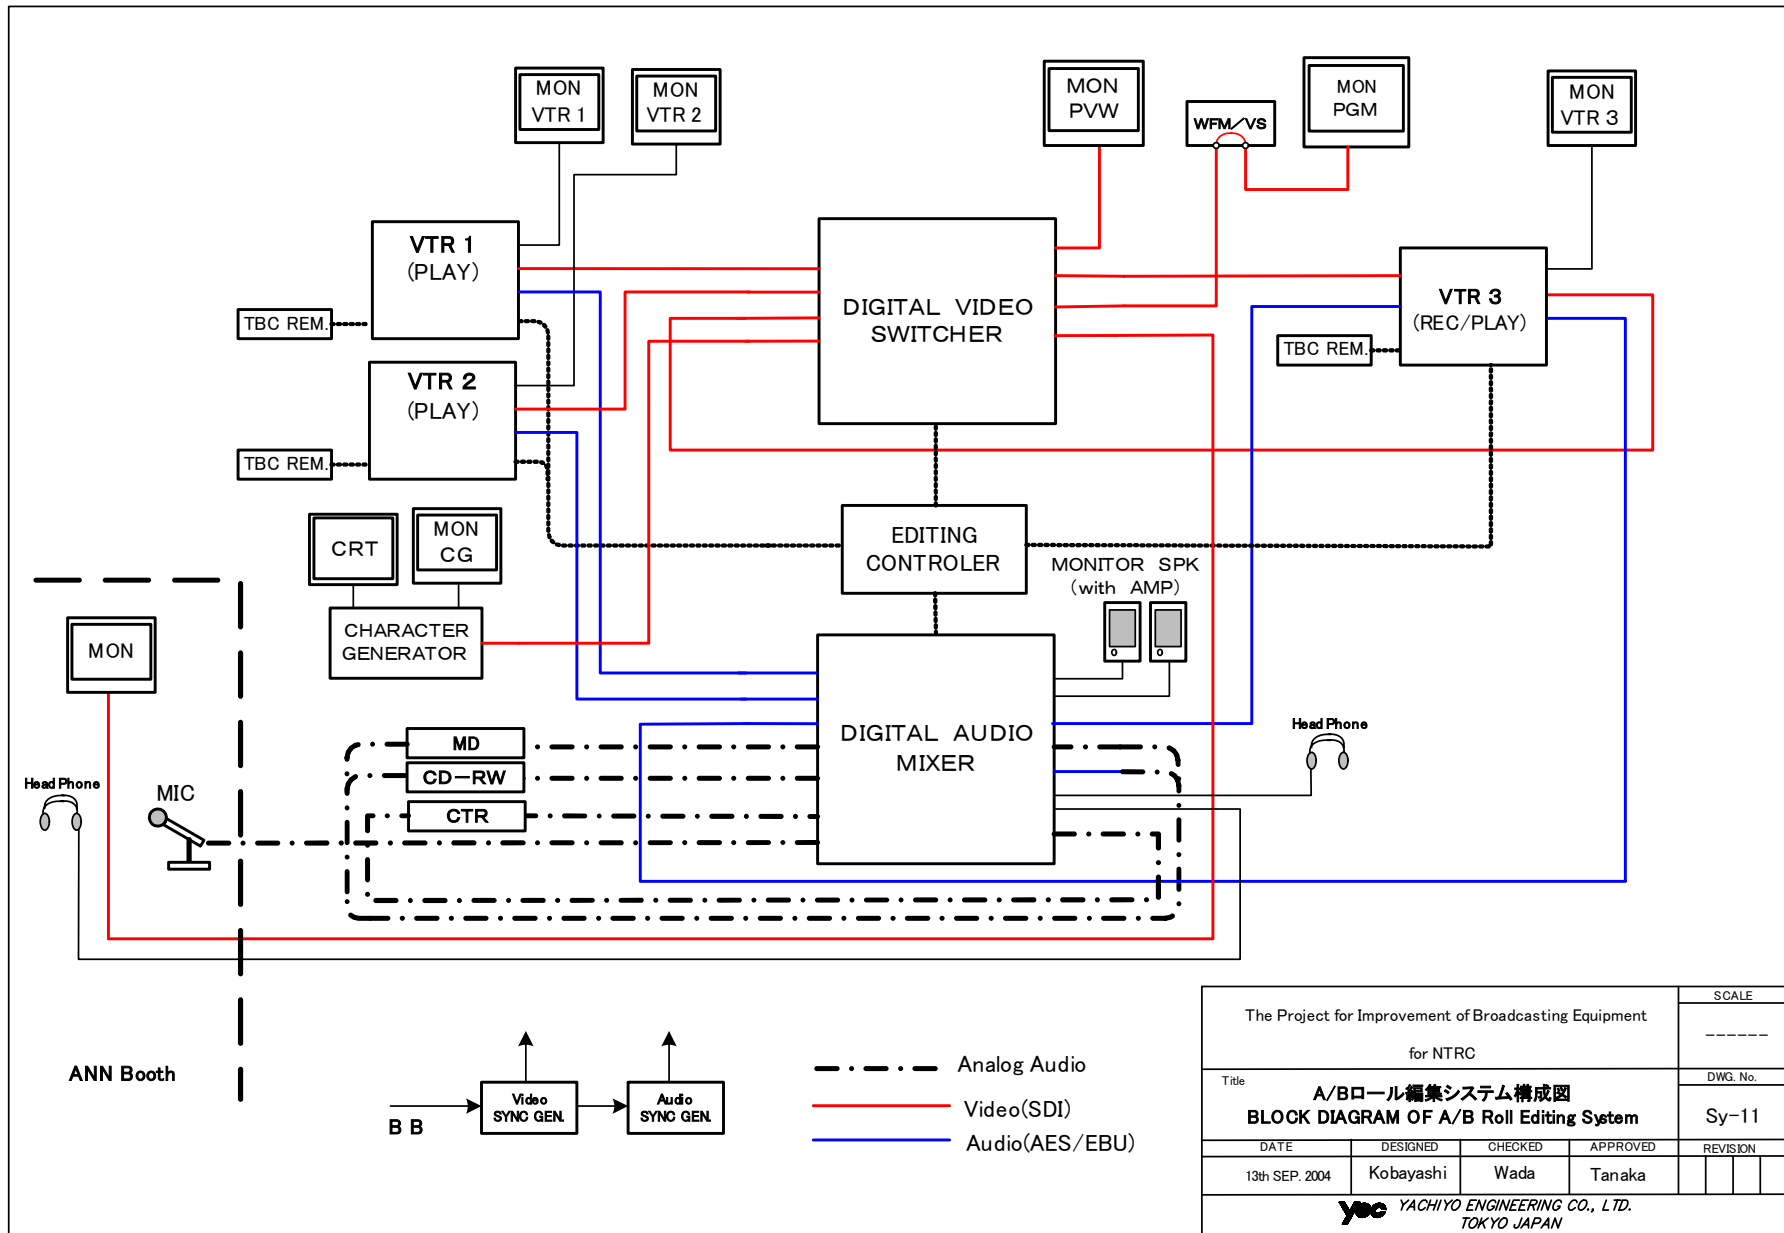 MON
VTR 1
MON
VTR 2
MON
PVW
WFM/VS
MON
PGM
MON
VTR 3
VTR 1
(PLAY)
TBC REM.
VTR 2
(PLAY)
TBC REM.
DIGITAL VIDEO
SWITCHER
VTR 3
(REC/PLAY)
TBC REM.
CRT
MON
CG
CHARACTER
GENERATOR
EDITING
CONTROLER
MONITOR SPK
(with AMP)
MON
DIGITAL AUDIO
MIXER
MD
CD-RW
CTR
Head Phone
MIC
Head Phone
ANN Booth
B B
Video
SYNC GEN.
Audio
SYNC GEN.
Analog Audio
Video(SDI)
Audio(AES/EBU)
The Project for Improvement of Broadcasting Equipment
for NTRC
SCALE
------
Title
A/Bロール編集システム構成図
BLOCK DIAGRAM OF A/B Roll Editing System
DWG. No.
Sy-11
DATE DESIGNED CHECKED APPROVED REVISION
13th SEP. 2004 Kobayashi Wada Tanaka
yec YACHIYO ENGINEERING CO., LTD.
TOKYO JAPAN